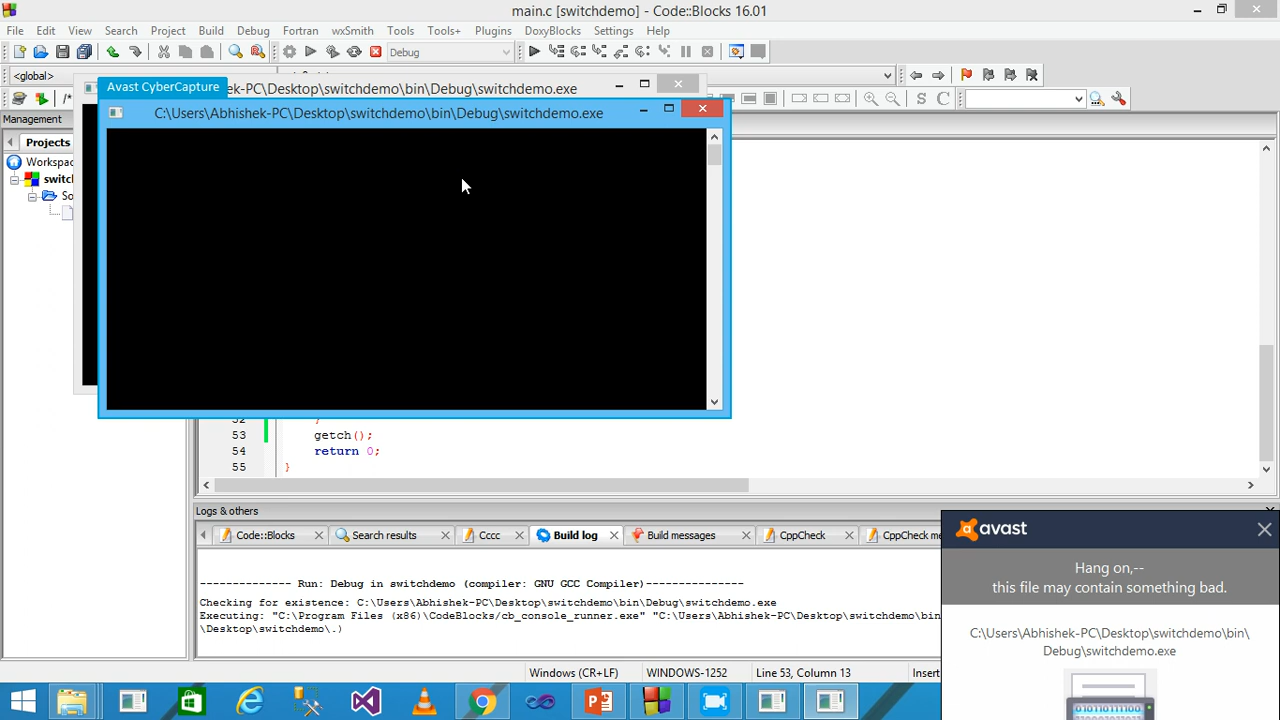 main.c [switchdemo] - Code::Blocks 16.01
File Edit View Search Project Build Debug Fortran wxSmith Tools Tools+ Plugins DoxyBlocks Settings Help
Debug
<global>
Avast CyberCapture
ek-PC\Desktop\switchdemo\bin\Debug\switchdemo.exe
C:\Users\Abhishek-PC\Desktop\switchdemo\bin\Debug\switchdemo.exe
S C
/*
Management
Projects
Workspac
switc
So
52 }
53 getch();
54 return 0;
55 }
Logs & others
Code::Blocks Search results Cccc Build log Build messages CppCheck CppCheck me
-------------- Run: Debug in switchdemo (compiler: GNU GCC Compiler)---------------
Checking for existence: C:\Users\Abhishek-PC\Desktop\switchdemo\bin\Debug\switchdemo.exe
Executing: "C:\Program Files (x86)\CodeBlocks/cb_console_runner.exe" "C:\Users\Abhishek-PC\Desktop\switchdemo\bin
\Desktop\switchdemo\.)
Windows (CR+LF) WINDOWS-1252 Line 53, Column 13 Insert
avast
Hang on,--
this file may contain something bad.
C:\Users\Abhishek-PC\Desktop\switchdemo\bin\
Debug\switchdemo.exe
010110111100